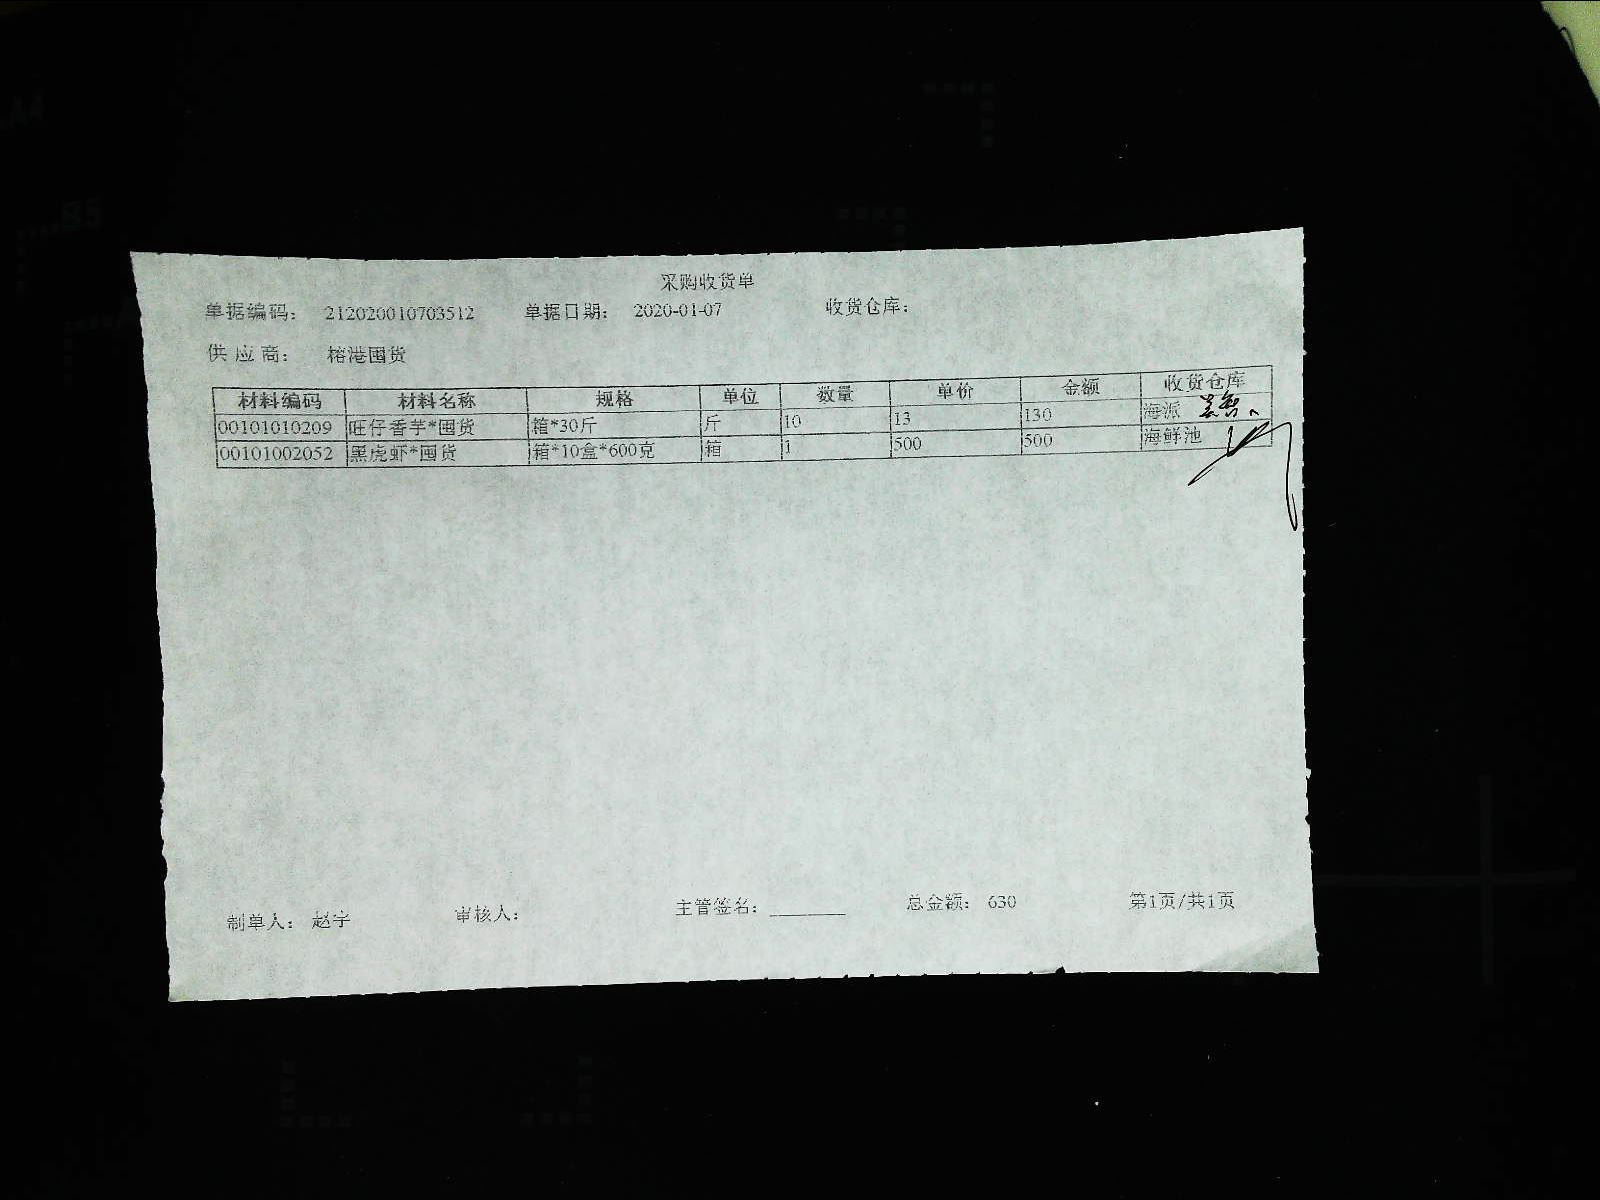 采购收货单
单据编码： 212020010703512 单据日期： 2020-01-07 收货仓库：
供应商： 榕港囤货
材料编码 材料名称 规格 单位 数量 单价 金额 收货仓库
00101010209 旺仔香芋*囤货 箱*30斤 斤 10 13 130 海派
00101002052 黑虎虾*囤货 箱*10盒*600克 箱 1 500 500 海鲜池
制单人： 赵宇 审核人： 主管签名： ________ 总金额： 630 第1页/共1页